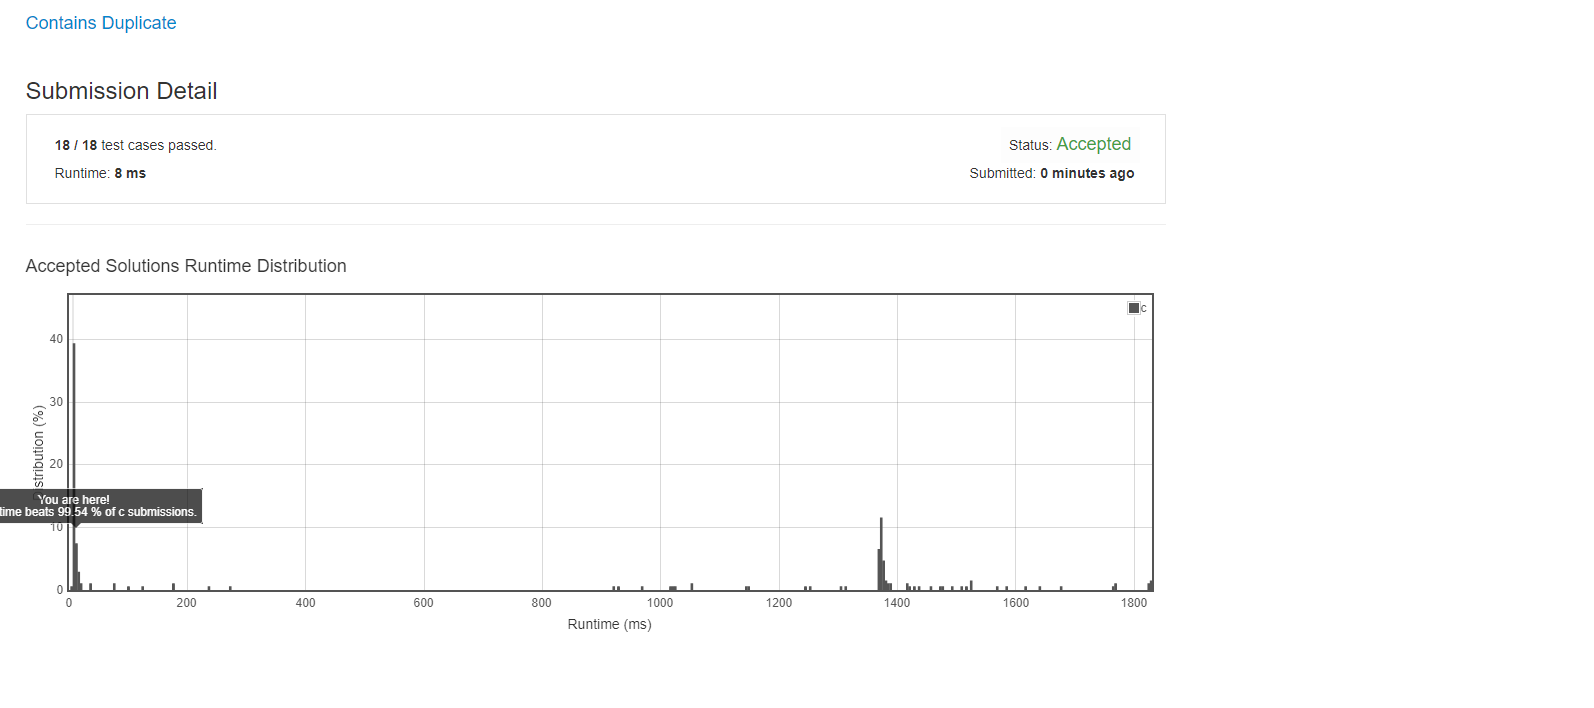 Contains Duplicate
Submission Detail
18 / 18 test cases passed.
Status: Accepted
Runtime: 8 ms
Submitted: 0 minutes ago
Accepted Solutions Runtime Distribution
c
40
30
20
10
0
You are here!
time beats 99.54 % of c submissions.
0 200 400 600 800 1000 1200 1400 1600 1800
Runtime (ms)